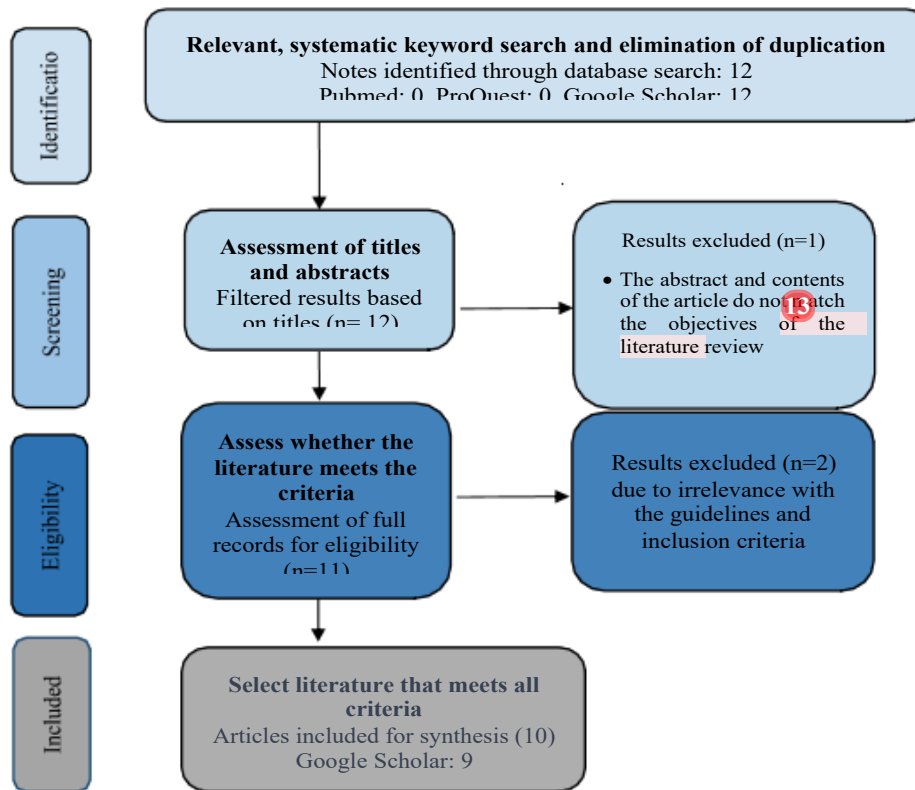 Identificatio
Relevant, systematic keyword search and elimination of duplication
Notes identified through database search: 12
Pubmed: 0, ProQuest: 0, Google Scholar: 12
Screening
Assessment of titles
and abstracts
Filtered results based
on titles (n= 12)
Results excluded (n=1)
• The abstract and contents
of the article do not match
the objectives of the
literature review
13
Eligibility
Assess whether the
literature meets the
criteria
Assessment of full
records for eligibility
(n=11)
Results excluded (n=2)
due to irrelevance with
the guidelines and
inclusion criteria
Included
Select literature that meets all
criteria
Articles included for synthesis (10)
Google Scholar: 9